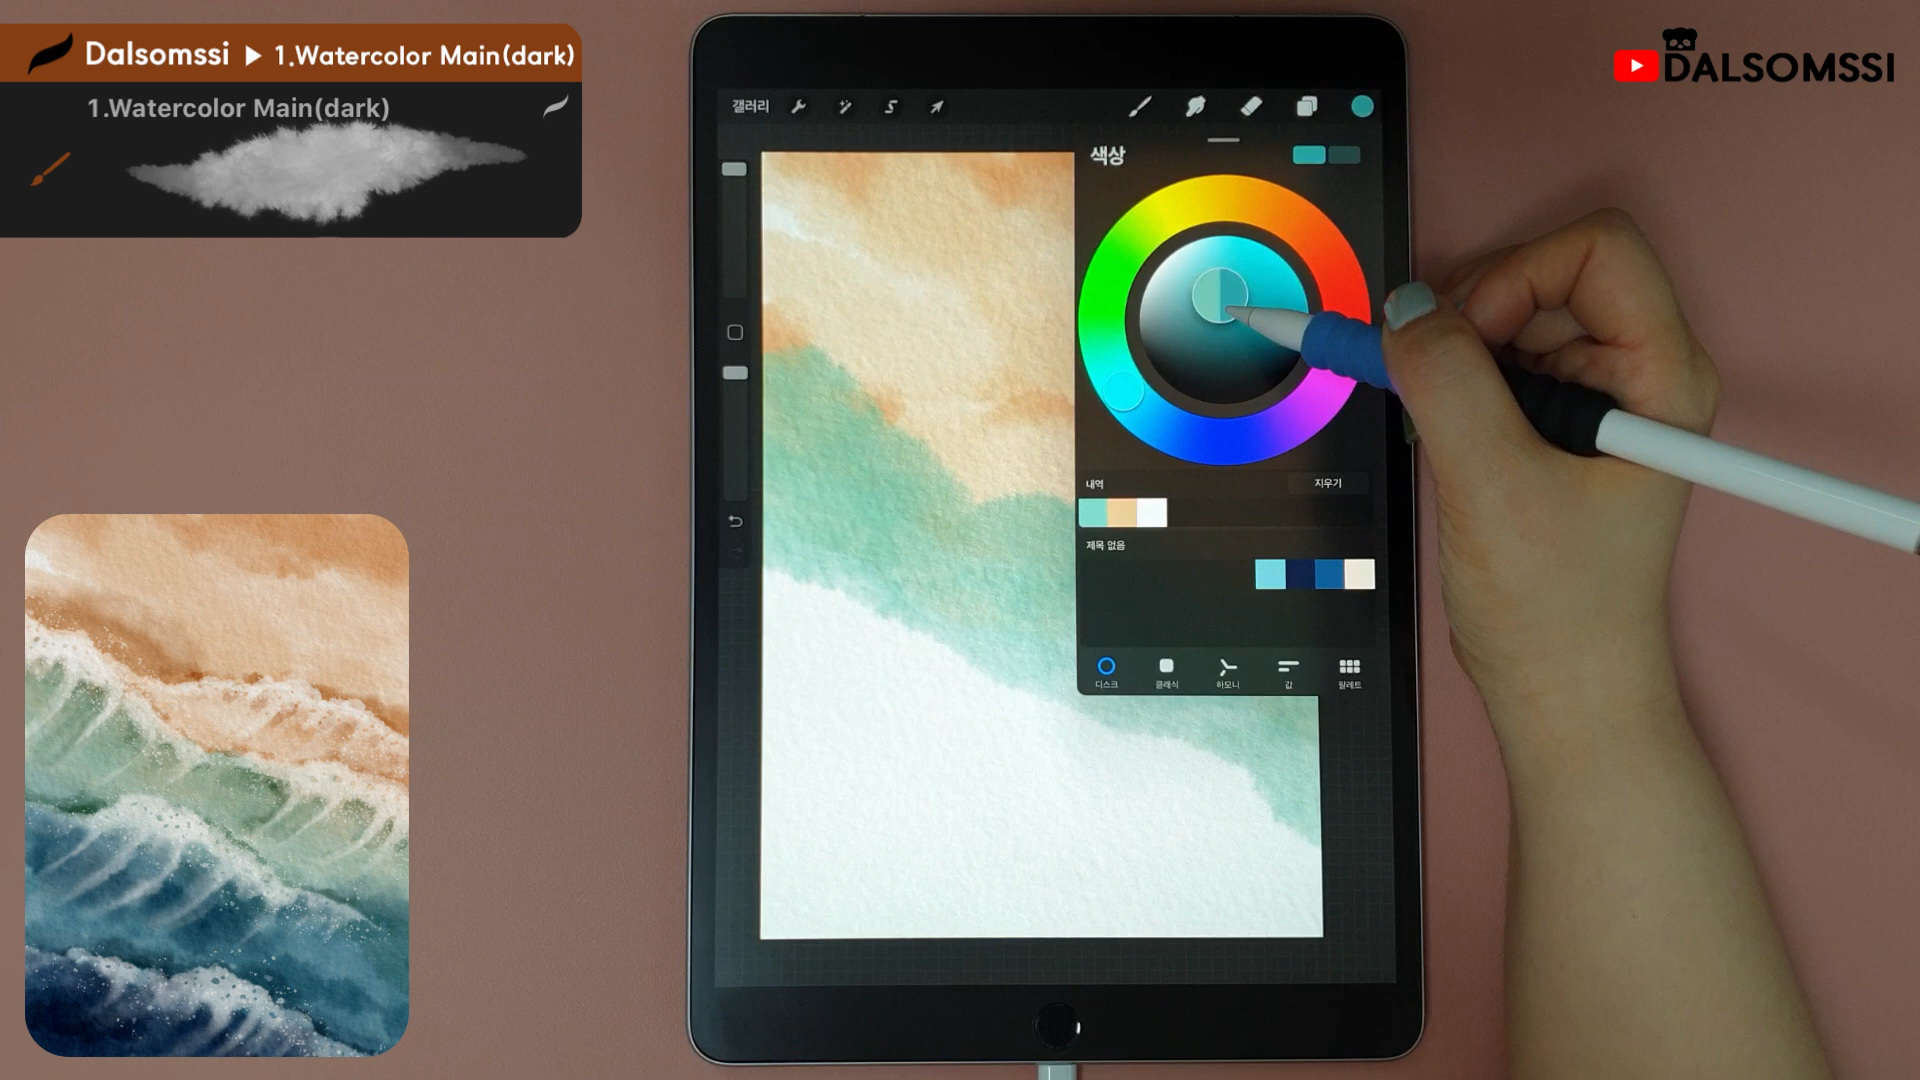 Dalsomssi ▶ 1.Watercolor Main(dark)
1.Watercolor Main(dark)
DALSOMSSI
갤러리
색상
내역
지우기
제목 없음
디스크
클래식
하모니
값
팔레트